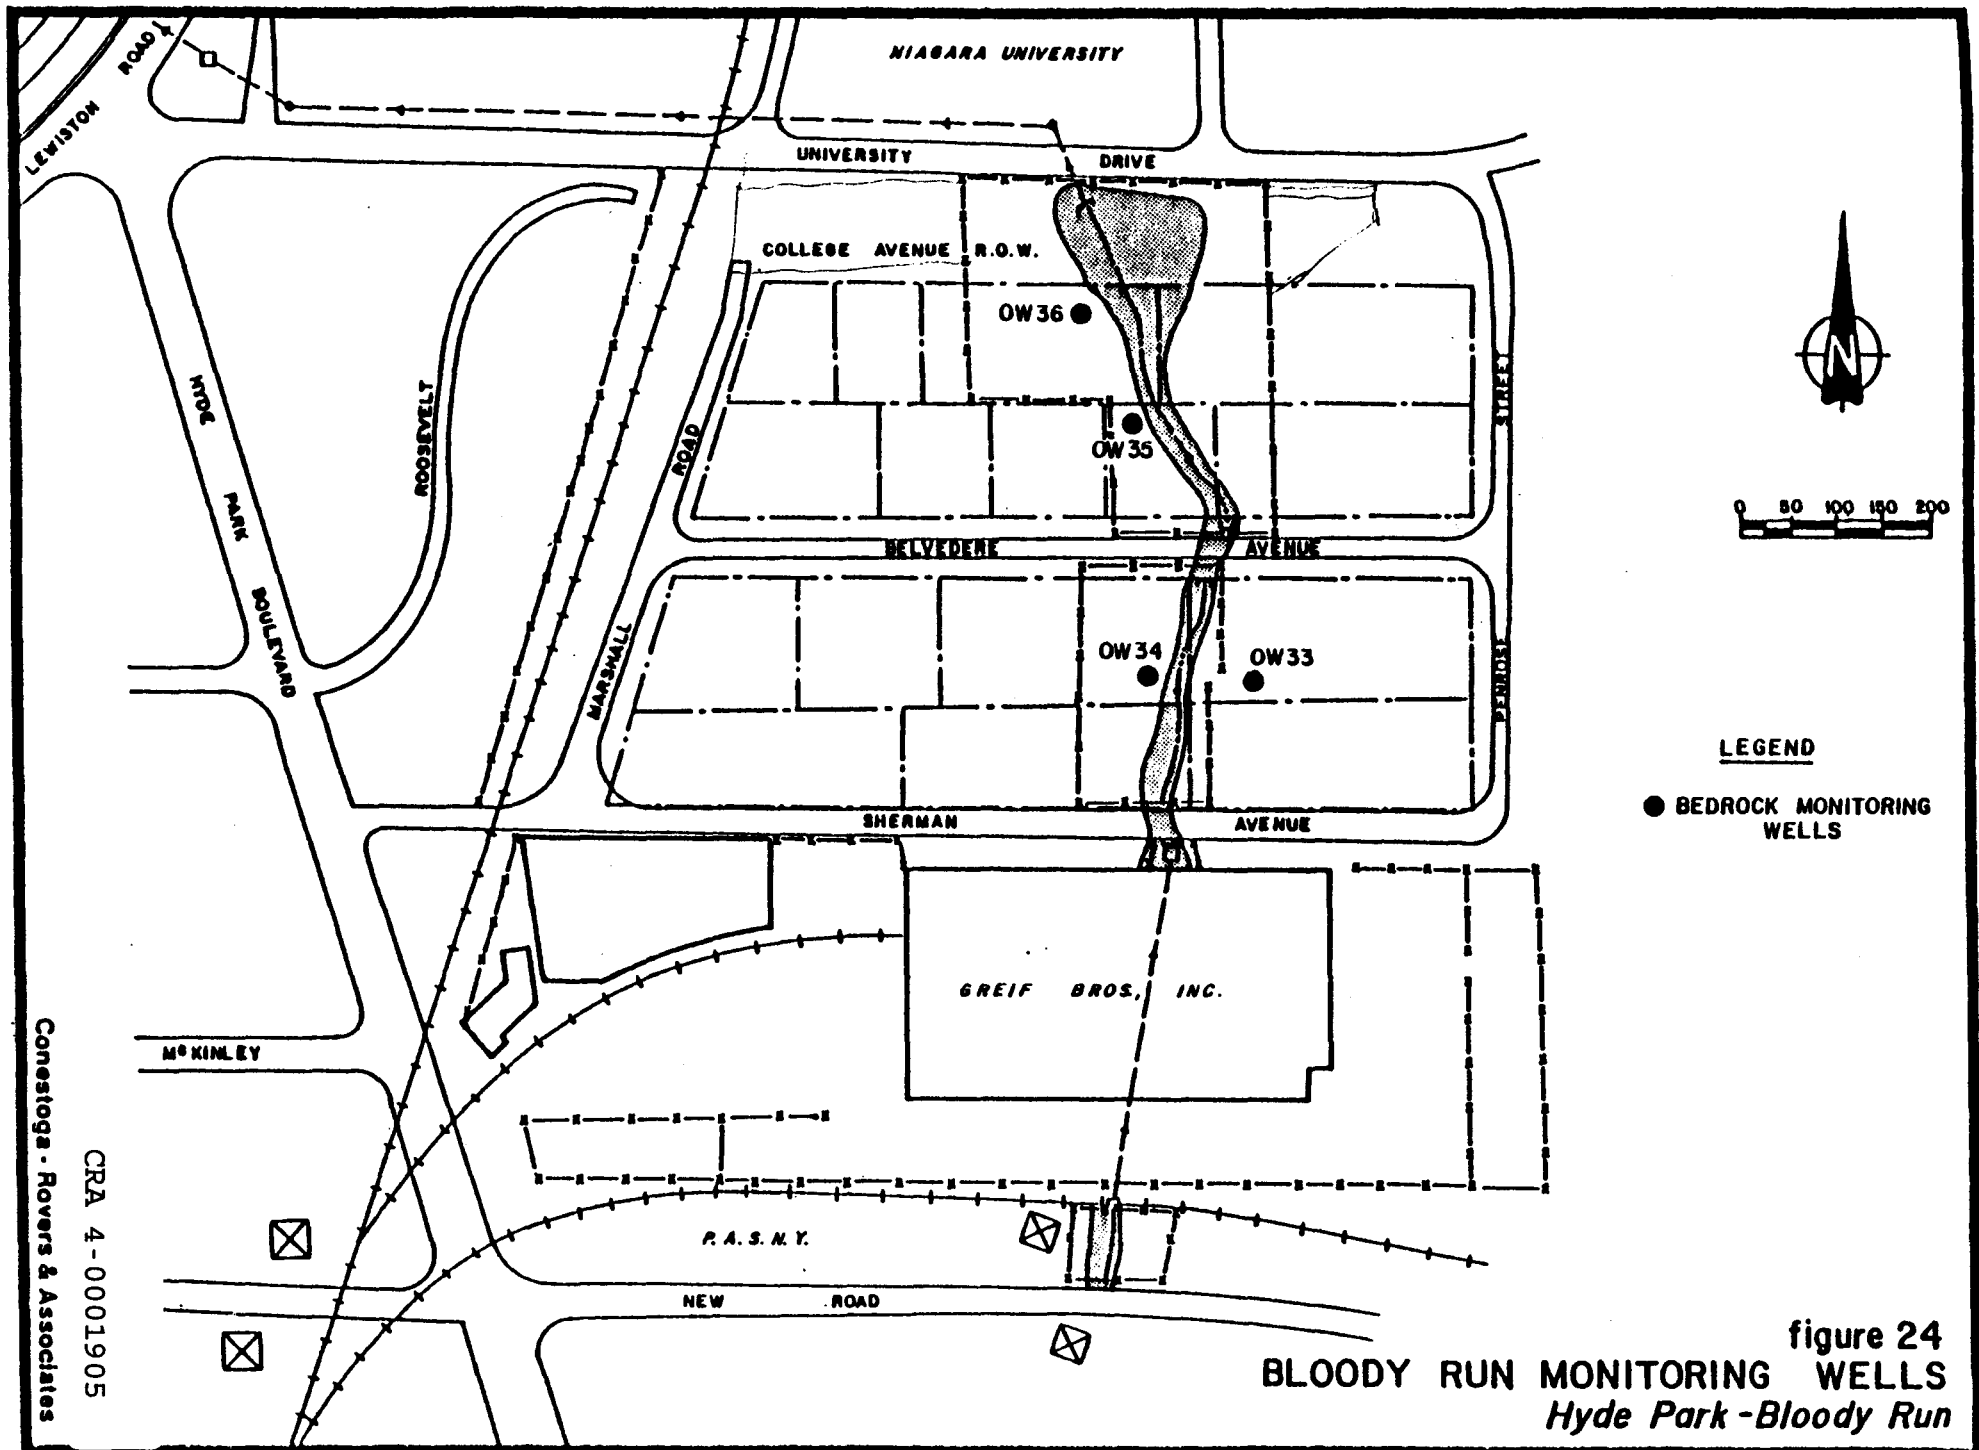 NIAGARA UNIVERSITY
LEWISTON ROAD
UNIVERSITY DRIVE
COLLEGE AVENUE R.O.W.
OW36
HYDE PARK BOULEVARD
ROOSEVELT
MARSHALL ROAD
OW35
STREET
PENROSE
N
0 50 100 150 200
BELVEDERE AVENUE
OW34
OW33
LEGEND
BEDROCK MONITORING
WELLS
SHERMAN AVENUE
GREIF BROS., INC.
McKINLEY
P.A.S.N.Y.
NEW ROAD
CRA 4-00001905
Conestoga - Rovers & Associates
figure 24
BLOODY RUN MONITORING WELLS
Hyde Park - Bloody Run